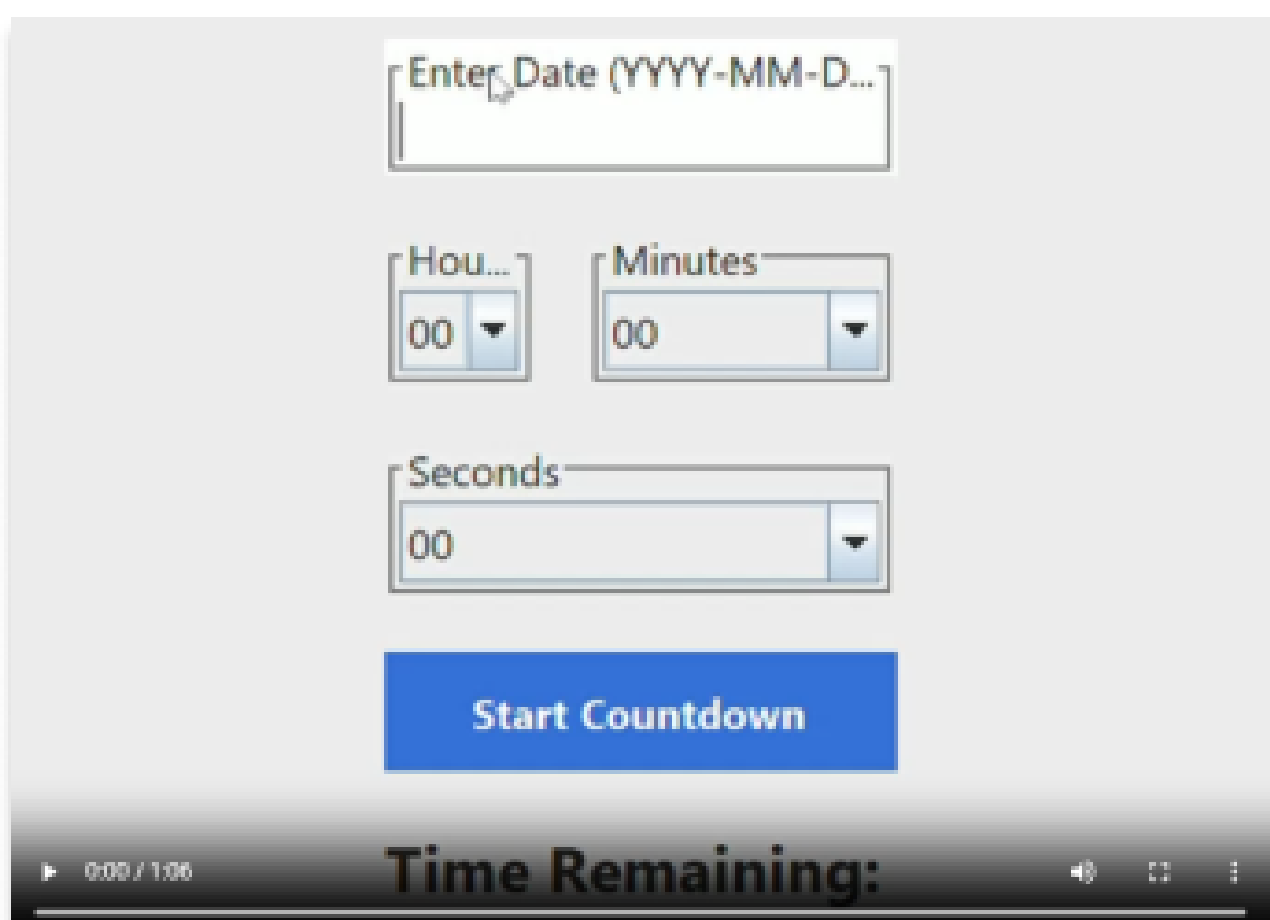 Enter Date (YYYY-MM-D...
Hou... Minutes
00 00
Seconds
00
Start Countdown
Time Remaining:
0:00 / 1:06